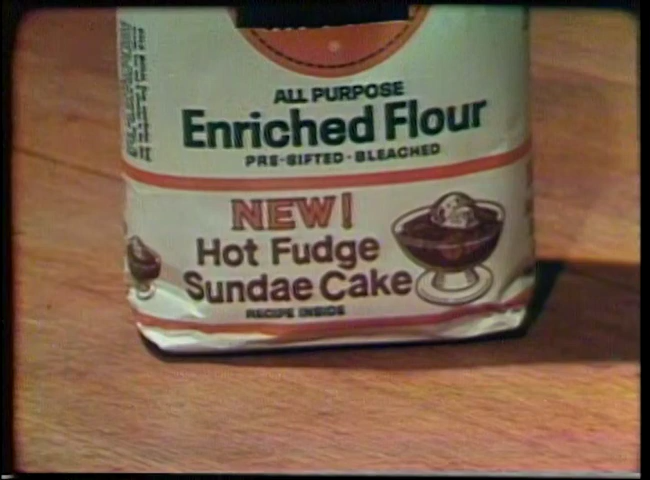 ALL PURPOSE
Enriched Flour
PRE-SIFTED-BLEACHED
NEW!
Hot Fudge
Sundae Cake
RECIPE INSIDE